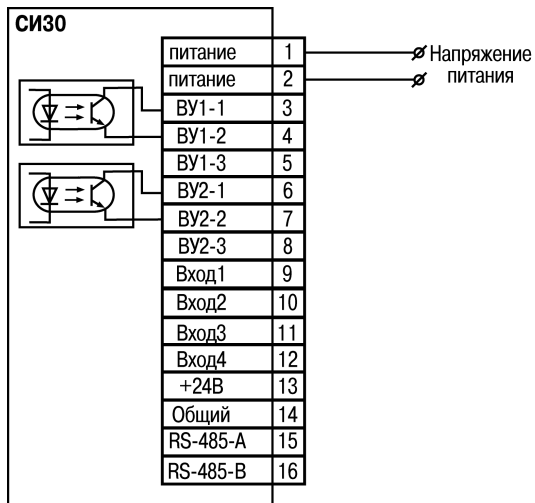 СИ30
питание 1
питание 2
ВУ1-1 3
ВУ1-2 4
ВУ1-3 5
ВУ2-1 6
ВУ2-2 7
ВУ2-3 8
Вход1 9
Вход2 10
Вход3 11
Вход4 12
+24В 13
Общий 14
RS-485-A 15
RS-485-B 16
Напряжение
питания